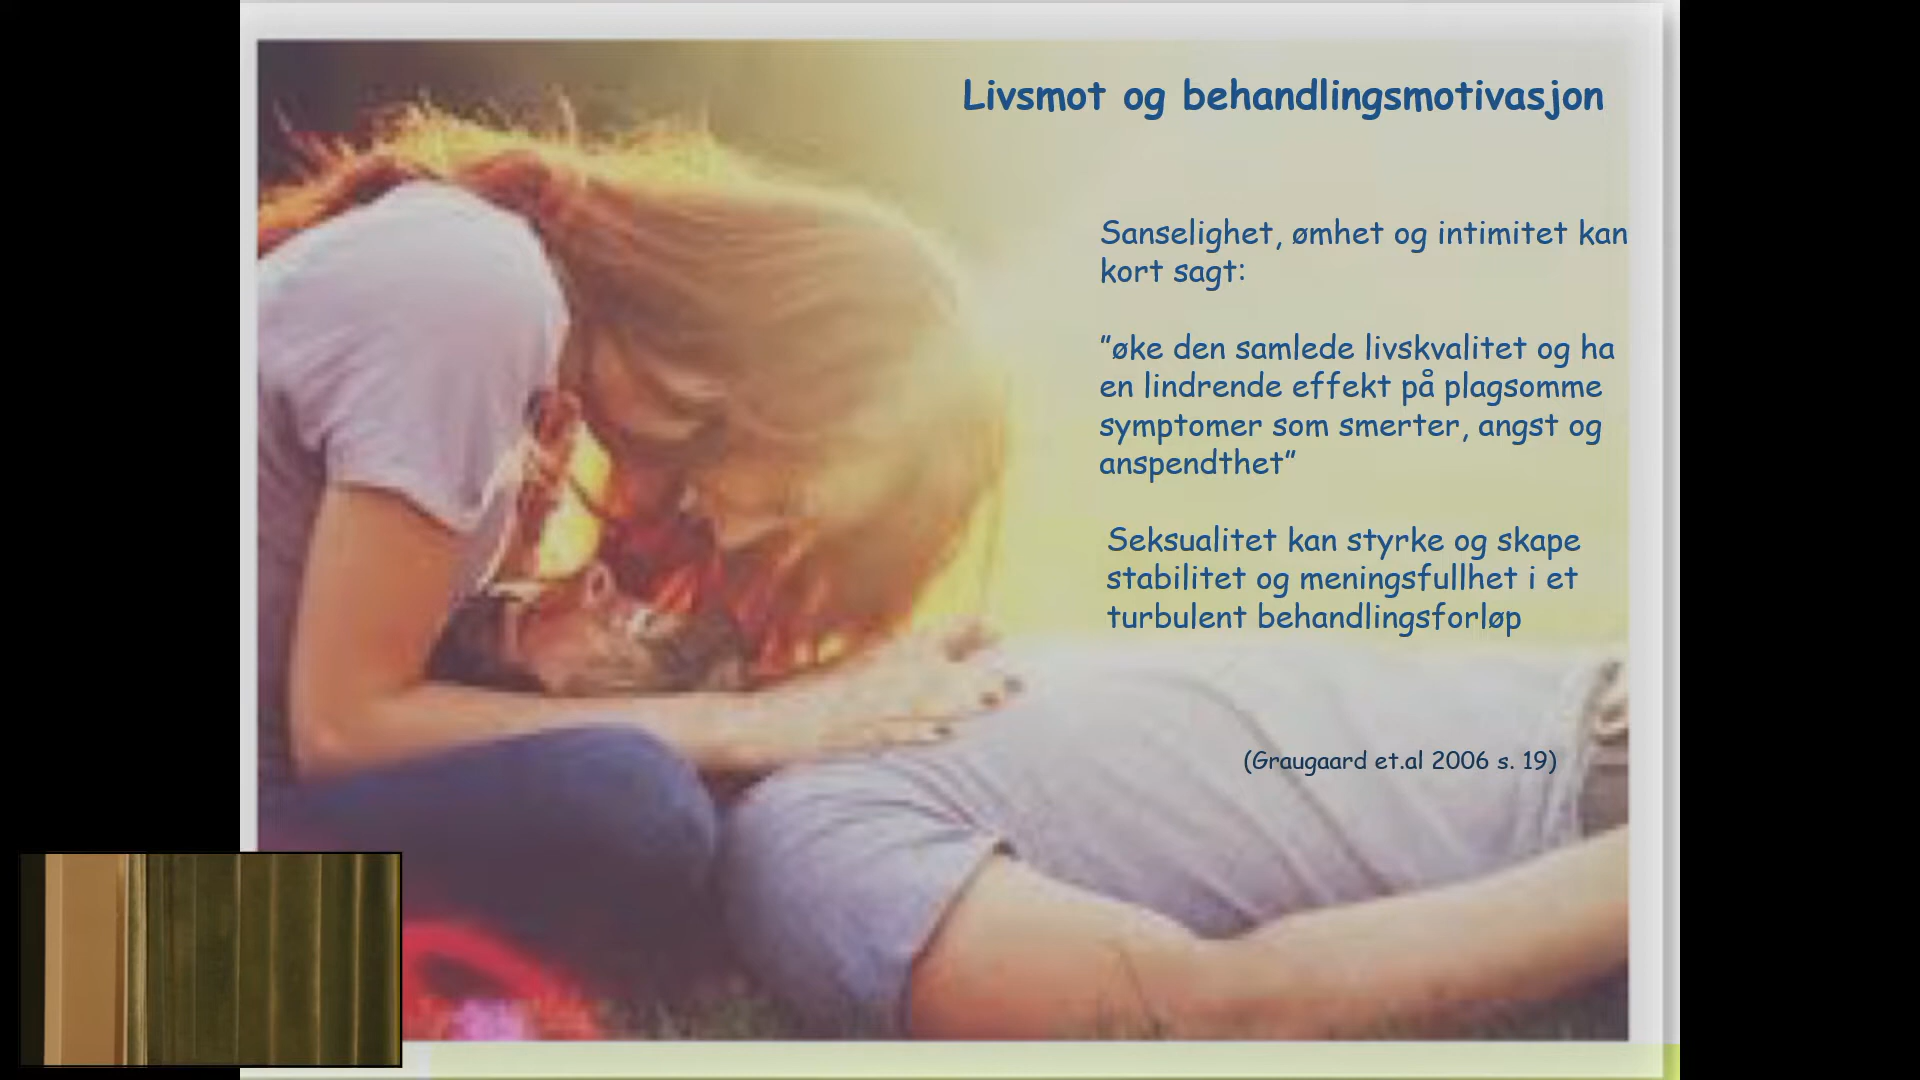 Livsmot og behandlingsmotivasjon
Sanselighet, ømhet og intimitet kan
kort sagt:
”øke den samlede livskvalitet og ha
en lindrende effekt på plagsomme
symptomer som smerter, angst og
anspendthet”
Seksualitet kan styrke og skape
stabilitet og meningsfullhet i et
turbulent behandlingsforløp
(Graugaard et.al 2006 s. 19)